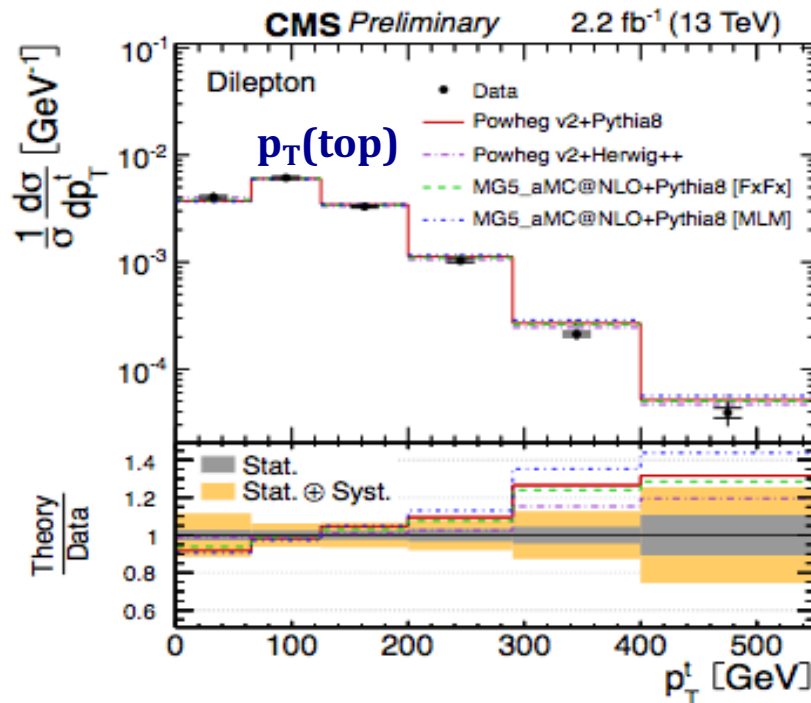 CMS Preliminary 2.2 fb⁻¹ (13 TeV)
Dilepton
p_T(top)
Data
Powheg v2+Pythia8
Powheg v2+Herwig++
MG5_aMC@NLO+Pythia8 [FxFx]
MG5_aMC@NLO+Pythia8 [MLM]
1/σ dσ/dp_T^t [GeV⁻¹]
10⁻¹
10⁻²
10⁻³
10⁻⁴
Stat.
Stat. ⊕ Syst.
Theory
Data
1.4
1.2
1
0.8
0.6
0 100 200 300 400 500
p_T^t [GeV]